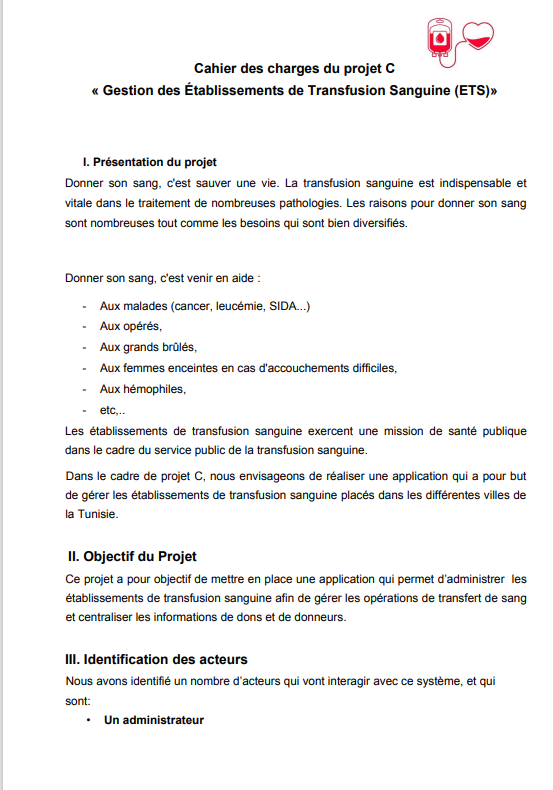 Cahier des charges du projet C
« Gestion des Établissements de Transfusion Sanguine (ETS)»
I. Présentation du projet
Donner son sang, c'est sauver une vie. La transfusion sanguine est indispensable et
vitale dans le traitement de nombreuses pathologies. Les raisons pour donner son sang
sont nombreuses tout comme les besoins qui sont bien diversifiés.
Donner son sang, c'est venir en aide :
- Aux malades (cancer, leucémie, SIDA...)
- Aux opérés,
- Aux grands brûlés,
- Aux femmes enceintes en cas d'accouchements difficiles,
- Aux hémophiles,
- etc,..
Les établissements de transfusion sanguine exercent une mission de santé publique
dans le cadre du service public de la transfusion sanguine.
Dans le cadre de projet C, nous envisageons de réaliser une application qui a pour but
de gérer les établissements de transfusion sanguine placés dans les différentes villes de
la Tunisie.
II. Objectif du Projet
Ce projet a pour objectif de mettre en place une application qui permet d’administrer les
établissements de transfusion sanguine afin de gérer les opérations de transfert de sang
et centraliser les informations de dons et de donneurs.
III. Identification des acteurs
Nous avons identifié un nombre d’acteurs qui vont interagir avec ce système, et qui
sont:
• Un administrateur